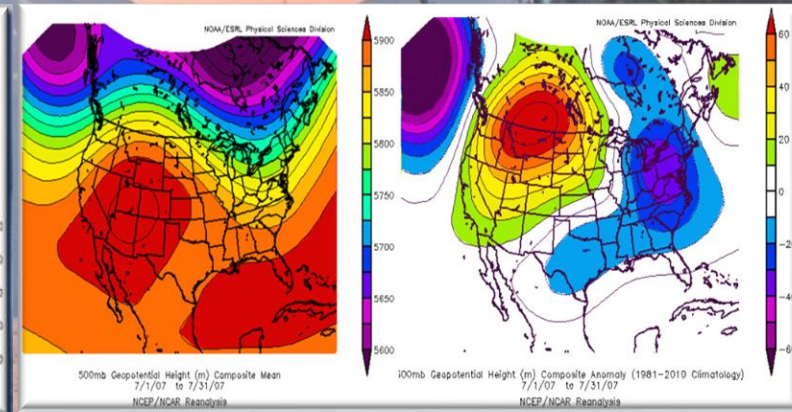 NOAA/ESRL Physical Sciences Division
5900
5850
5800
5750
5700
5650
5600
500mb Geopotential Height (m) Composite Mean
7/1/07 to 7/31/07
NCEP/NCAR Reanalysis
NOAA/ESRL Physical Sciences Division
60
40
20
0
500mb Geopotential Height (m) Composite Anomaly (1981-2010 Climatology)
7/1/07 to 7/31/07
NCEP/NCAR Reanalysis